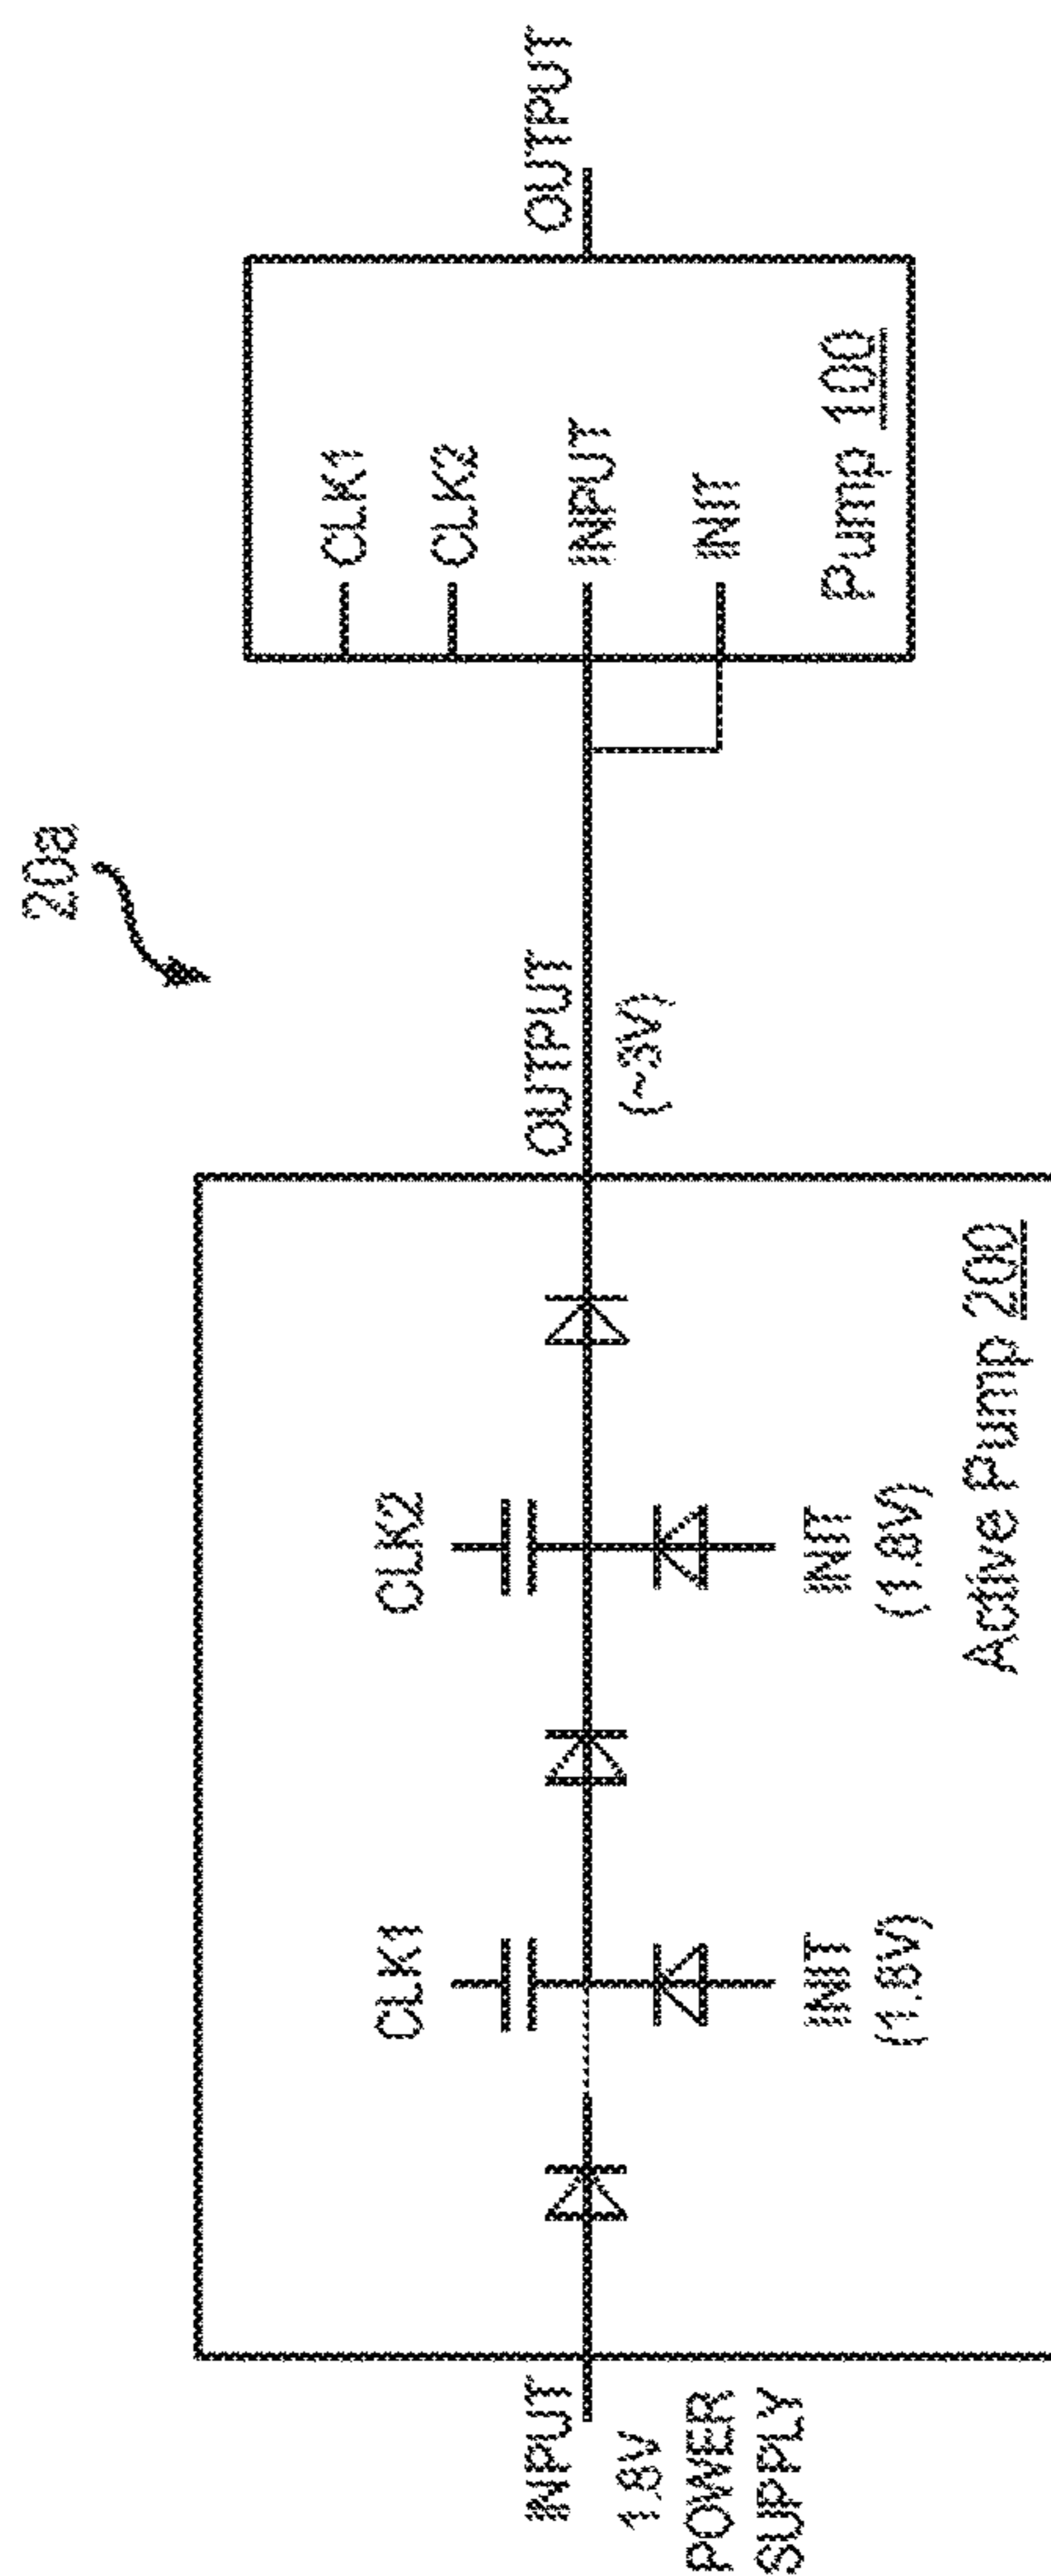 20a
INPUT
1.8V
POWER
SUPPLY
CLK1
CLK2
INIT
(1.8V)
INIT
(1.8V)
Active Pump 200
OUTPUT
(~3V)
CLK1
CLK2
INPUT
INIT
Pump 100
OUTPUT